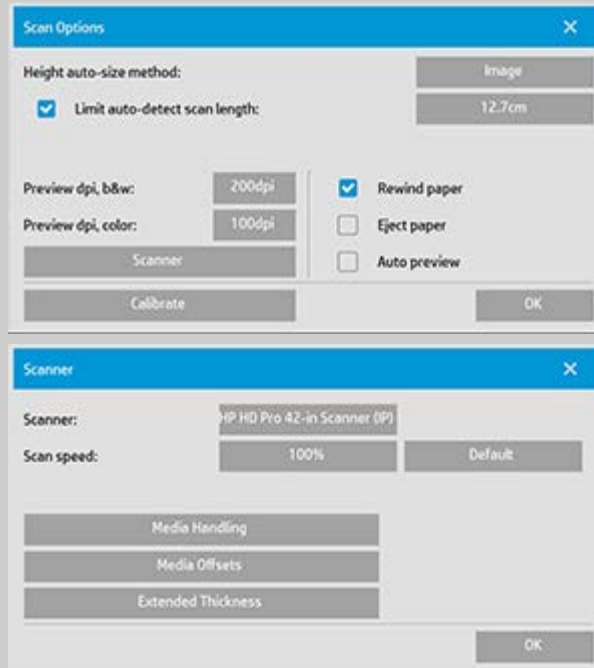 Scan Options
Height auto-size method: Image
Limit auto-detect scan length: 12.7cm
Preview dpi, b&w: 200dpi Rewind paper
Preview dpi, color: 100dpi Eject paper
Scanner Auto preview
Calibrate OK
Scanner
Scanner: HP HD Pro 42-in Scanner (IP)
Scan speed: 100% Default
Media Handling
Media Offsets
Extended Thickness
OK